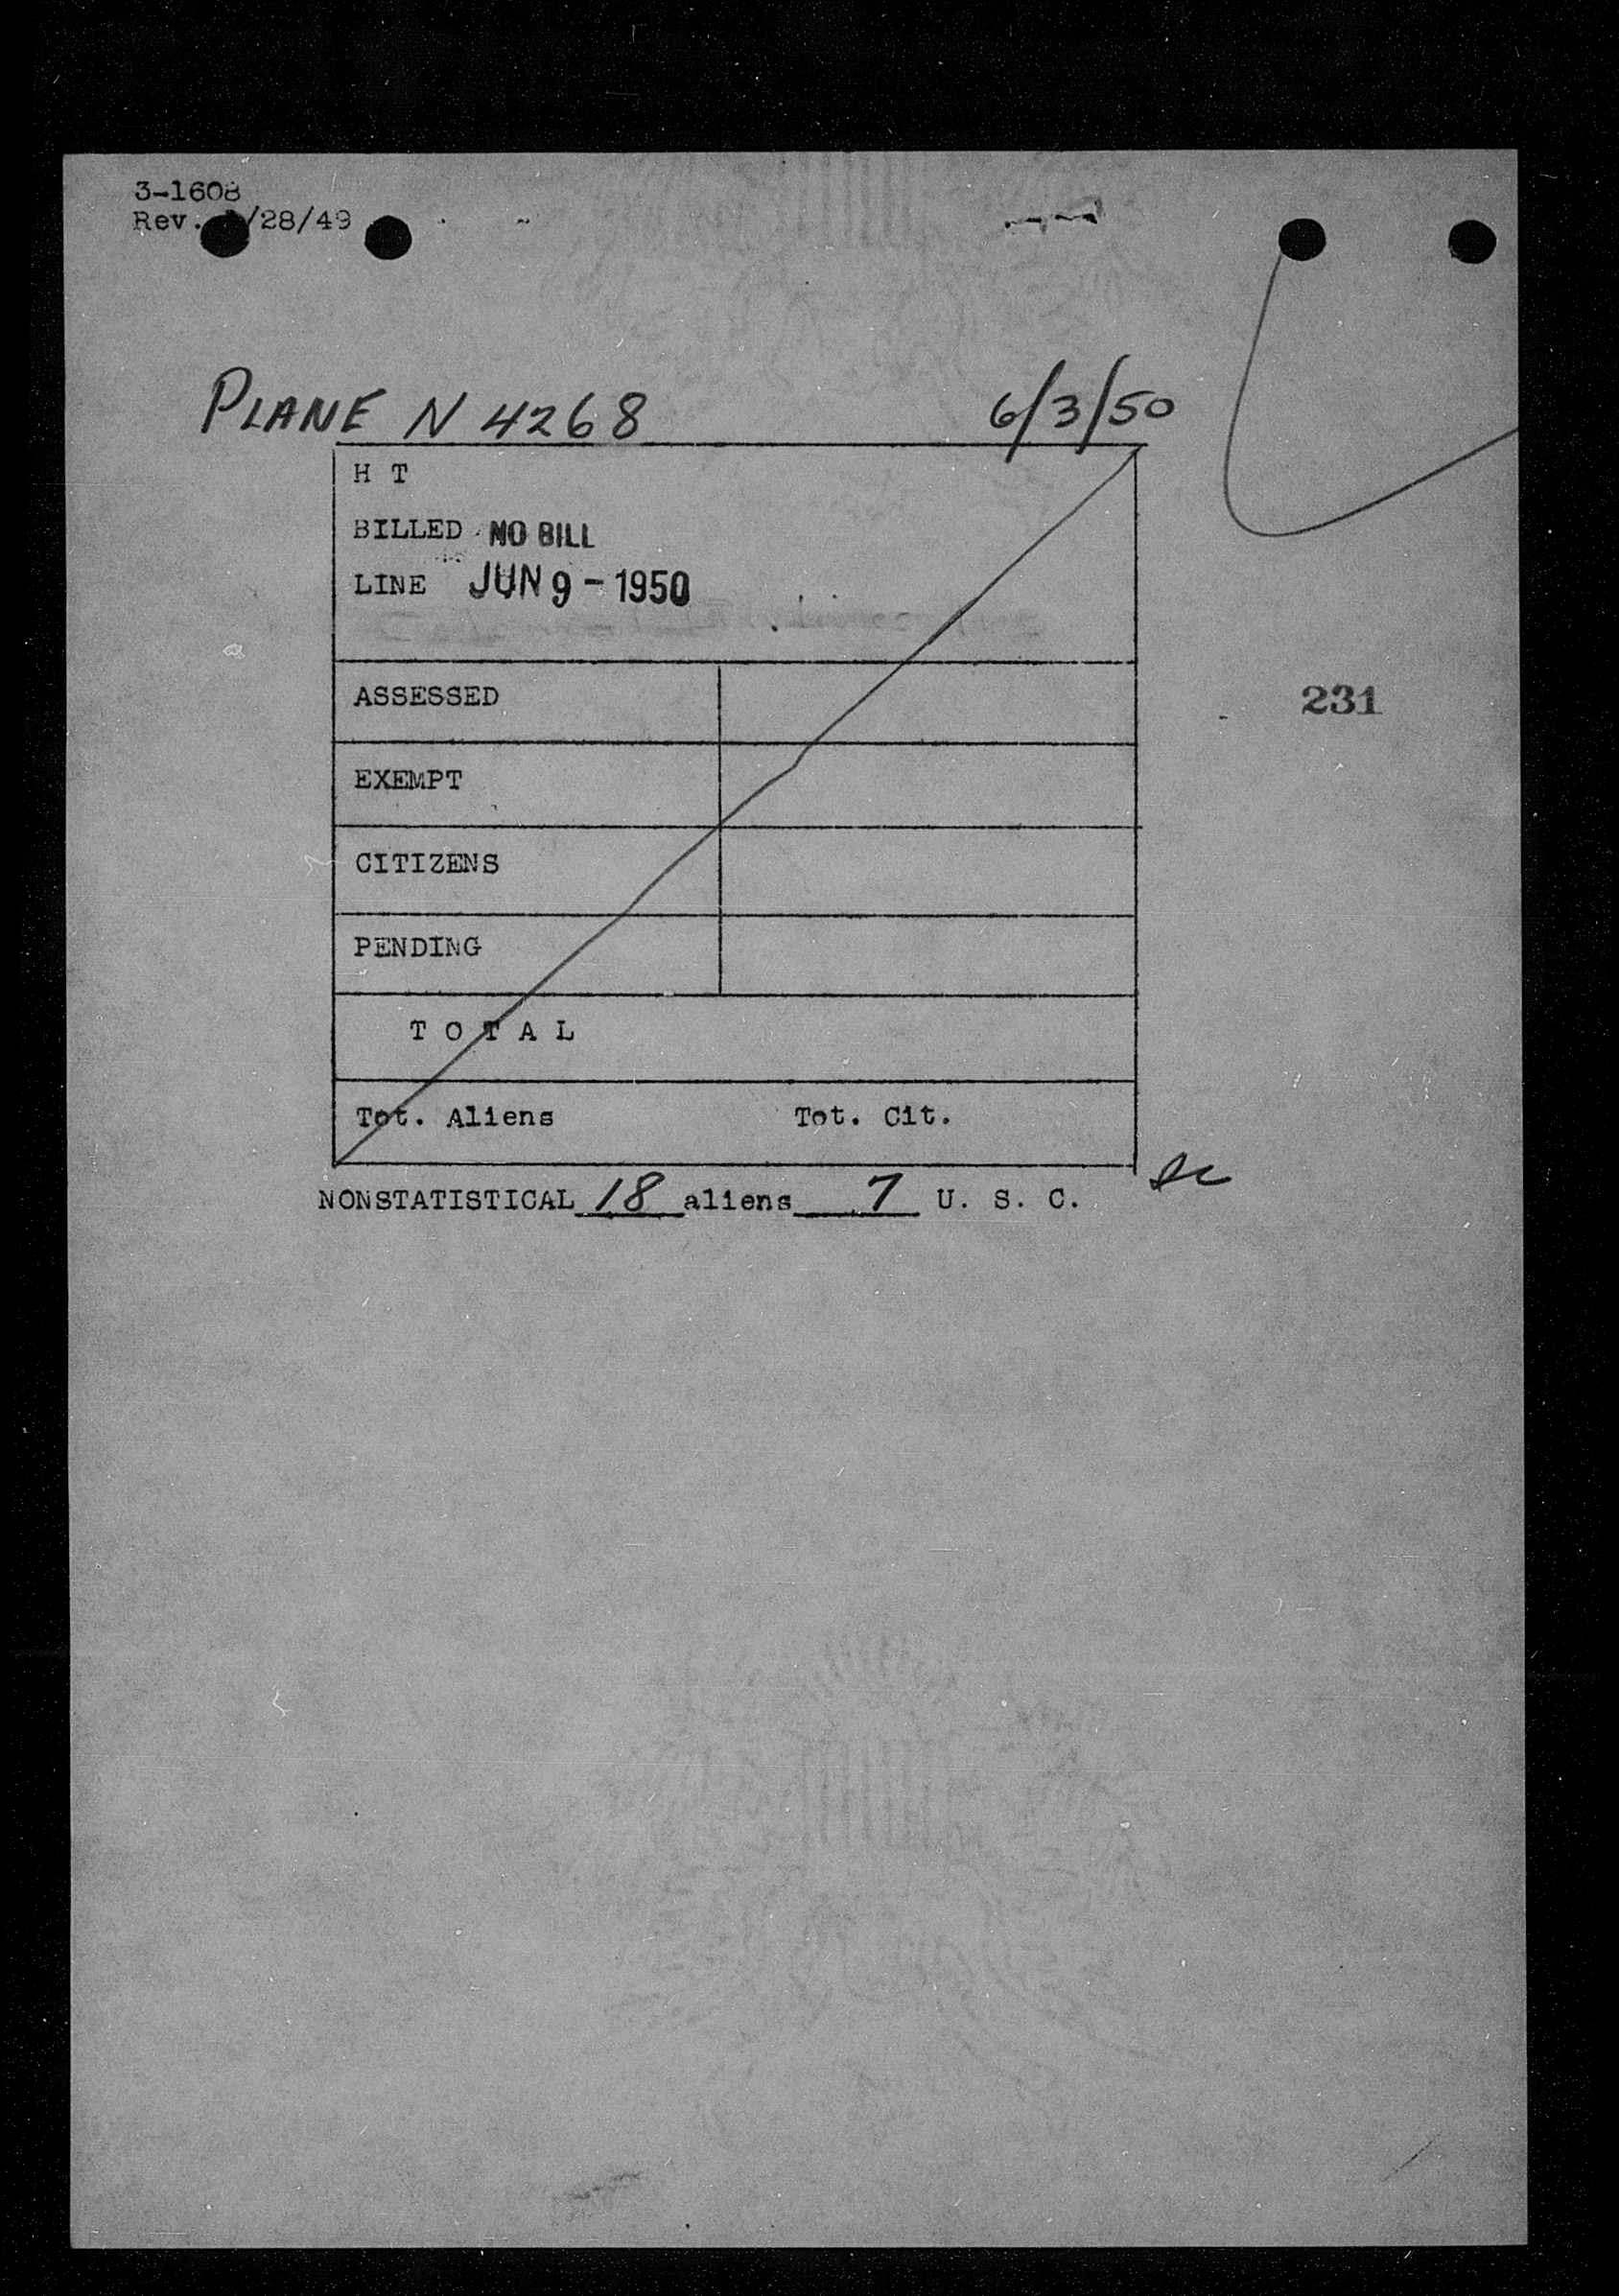 3-1608
Rev. /28/49
PLANE N 4268 6/3/50
H T
BILLED NO BILL
LINE JUN 9 - 1950
ASSESSED
231
EXEMPT
CITIZENS
PENDING
T O T A L
Tot. Aliens Tot. Cit.
NONSTATISTICAL 18 aliens 7 U. S. C.